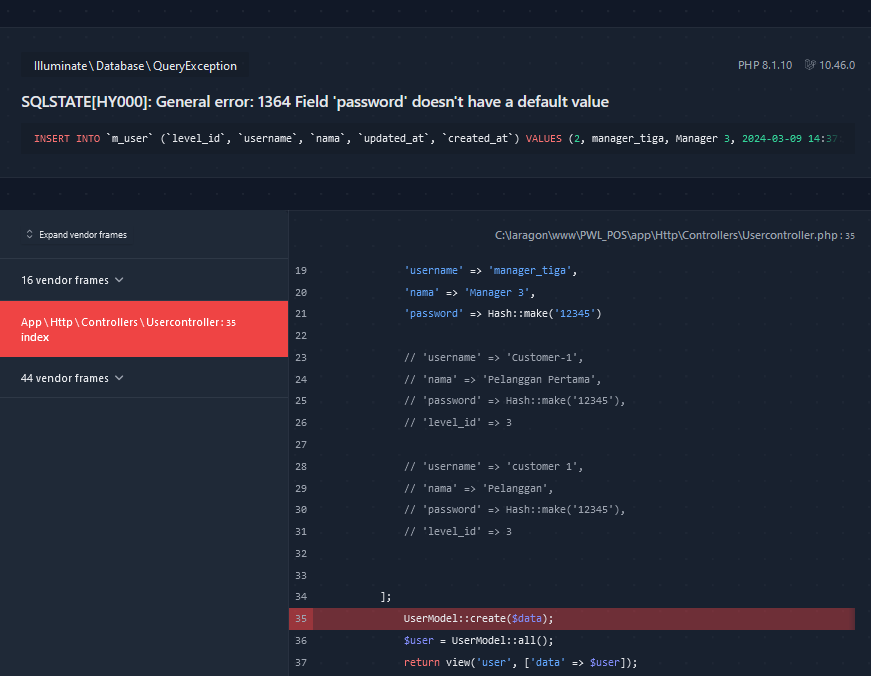 Illuminate\Database\QueryException
PHP 8.1.10 10.46.0
SQLSTATE[HY000]: General error: 1364 Field 'password' doesn't have a default value
INSERT INTO `m_user` (`level_id`, `username`, `nama`, `updated_at`, `created_at`) VALUES (2, manager_tiga, Manager 3, 2024-03-09 14:37:
Expand vendor frames
16 vendor frames
App\Http\Controllers\Usercontroller:35
index
44 vendor frames
C:\laragon\www\PWL_POS\app\Http\Controllers\Usercontroller.php:35
19 'username' => 'manager_tiga',
20 'nama' => 'Manager 3',
21 'password' => Hash::make('12345')
22
23 // 'username' => 'Customer-1',
24 // 'nama' => 'Pelanggan Pertama',
25 // 'password' => Hash::make('12345'),
26 // 'level_id' => 3
27
28 // 'username' => 'customer 1',
29 // 'nama' => 'Pelanggan',
30 // 'password' => Hash::make('12345'),
31 // 'level_id' => 3
32
33
34 ];
35 UserModel::create($data);
36 $user = UserModel::all();
37 return view('user', ['data' => $user]);